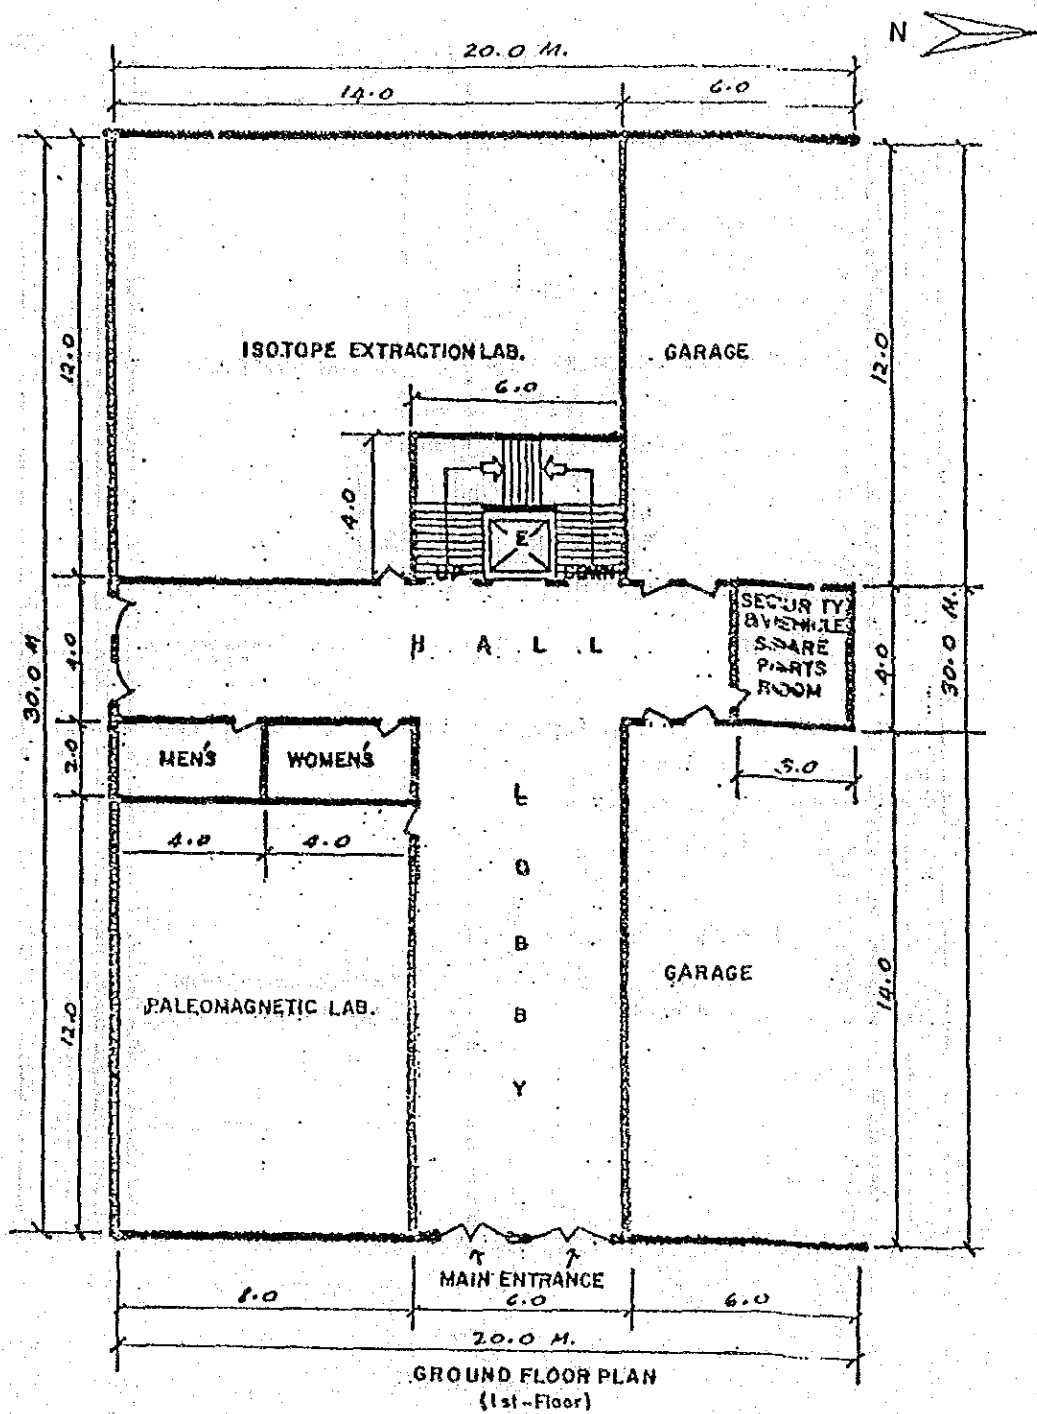 N
20.0 M.
14.0
6.0
12.0
12.0
ISOTOPE EXTRACTION LAB.
GARAGE
6.0
4.0
E
UP
DOWN
30.0 M
4.0
HALL
SECURITY
& VEHICLE
SPARE
PARTS
ROOM
4.0
30.0 M.
2.0
MEN'S
WOMEN'S
4.0
4.0
LOBBY
12.0
PALEOMAGNETIC LAB.
GARAGE
14.0
MAIN ENTRANCE
8.0
6.0
6.0
20.0 M.
GROUND FLOOR PLAN
(1st-Floor)